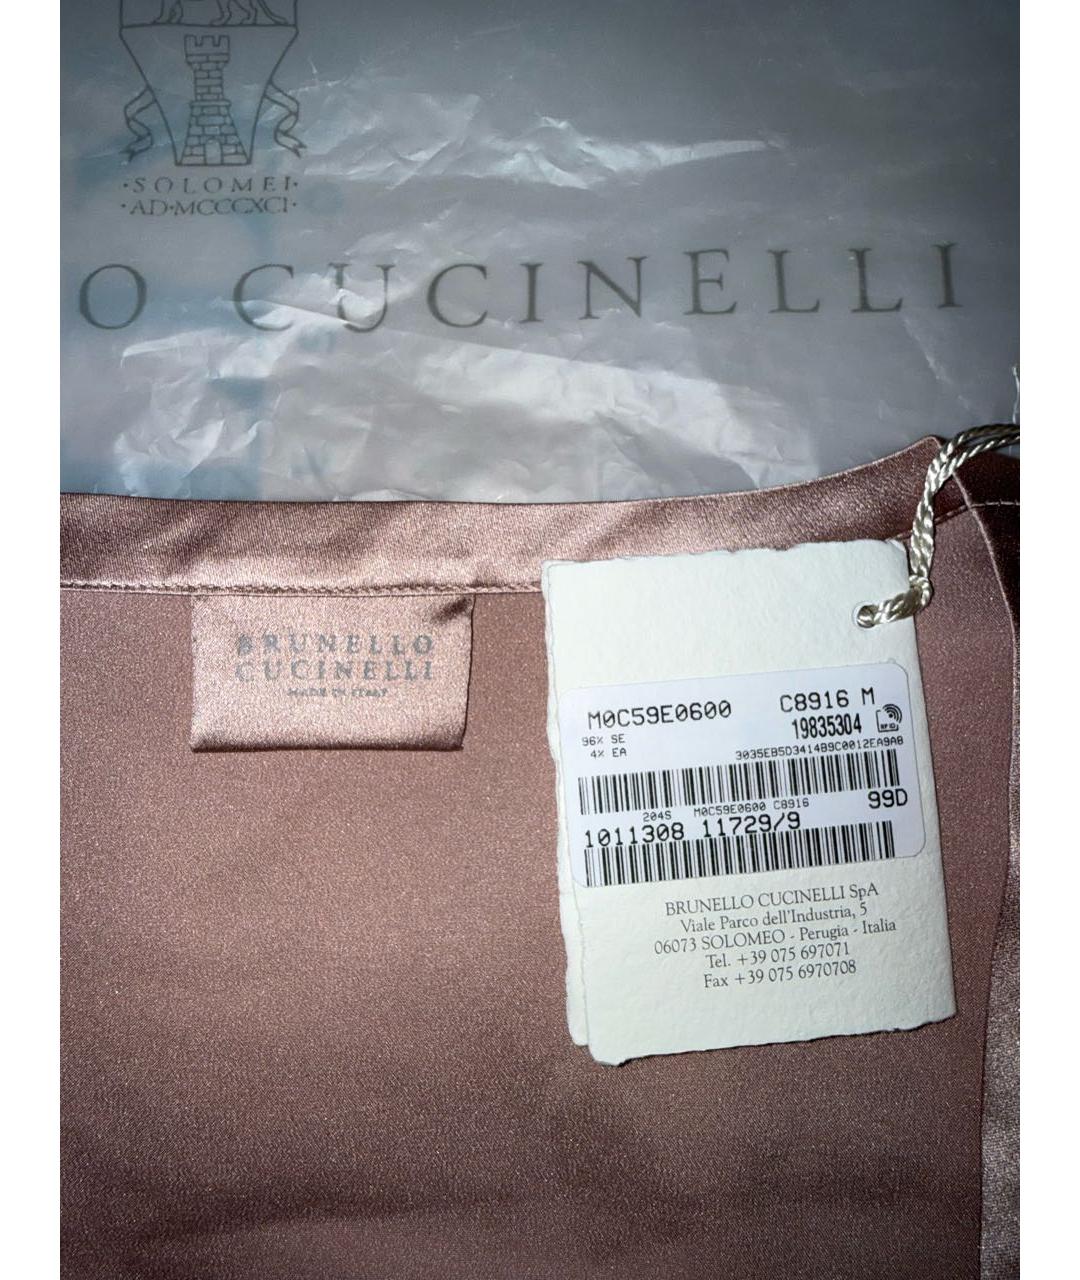 ·SOLOMEI·
·AD·MCCCXCI·
O CUCINELLI
BRUNELLO
CUCINELLI
MADE IN ITALY
M0C59E0600 C8916 M
96% SE 19835304 RFID
4% EA 3035EB5D3414B9C0012EA9A8
204S M0C59E0600 C8916 99D
1011308 11729/9
BRUNELLO CUCINELLI SpA
Viale Parco dell'Industria, 5
06073 SOLOMEO - Perugia - Italia
Tel. +39 075 697071
Fax +39 075 6970708